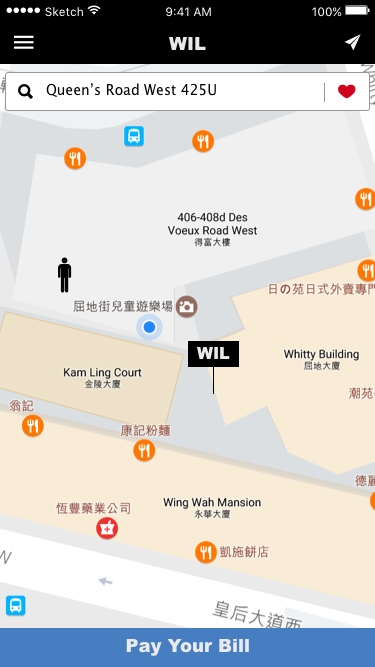 Sketch 9:41 AM 100%
WIL
Queen's Road West 425U
406-408d Des
Voeux Road West
得富大樓
日の苑日式外賣專門
屈地街兒童遊樂場
WIL
Whitty Building
屈地大廈
Kam Ling Court
金陵大廈
潮苑
翁記
康記粉麵
德麗
Wing Wah Mansion
永華大廈
恆豐藥業公司
凱施餅店
W
皇后大道西
Pay Your Bill